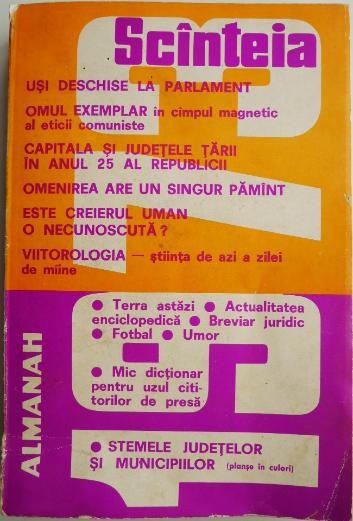 Scînteia
UȘI DESCHISE LA PARLAMENT
OMUL EXEMPLAR în cîmpul magnetic
al eticii comuniste
CAPITALA ȘI JUDEȚELE ȚĂRII
ÎN ANUL 25 AL REPUBLICII
OMENIREA ARE UN SINGUR PĂMÎNT
ESTE CREIERUL UMAN
O NECUNOSCUTĂ?
VIITOROLOGIA — știința de azi a zilei
de mîine
1973
● Terra astăzi ● Actualitatea
enciclopedică ● Breviar juridic
● Fotbal ● Umor
● Mic dicționar
pentru uzul citi-
torilor de presă
● STEMELE JUDEȚELOR
ȘI MUNICIPIILOR (planșe în culori)
ALMANAH